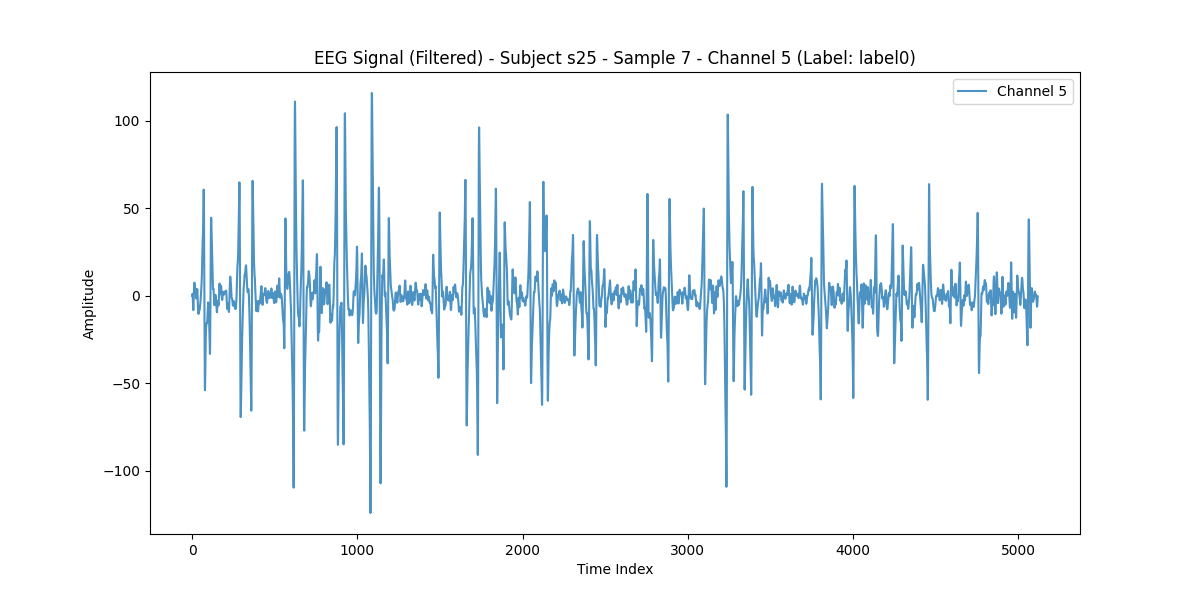 EEG Signal (Filtered) - Subject s25 - Sample 7 - Channel 5 (Label: label0)
Channel 5
100
50
0
−50
−100
Amplitude
0 1000 2000 3000 4000 5000
Time Index